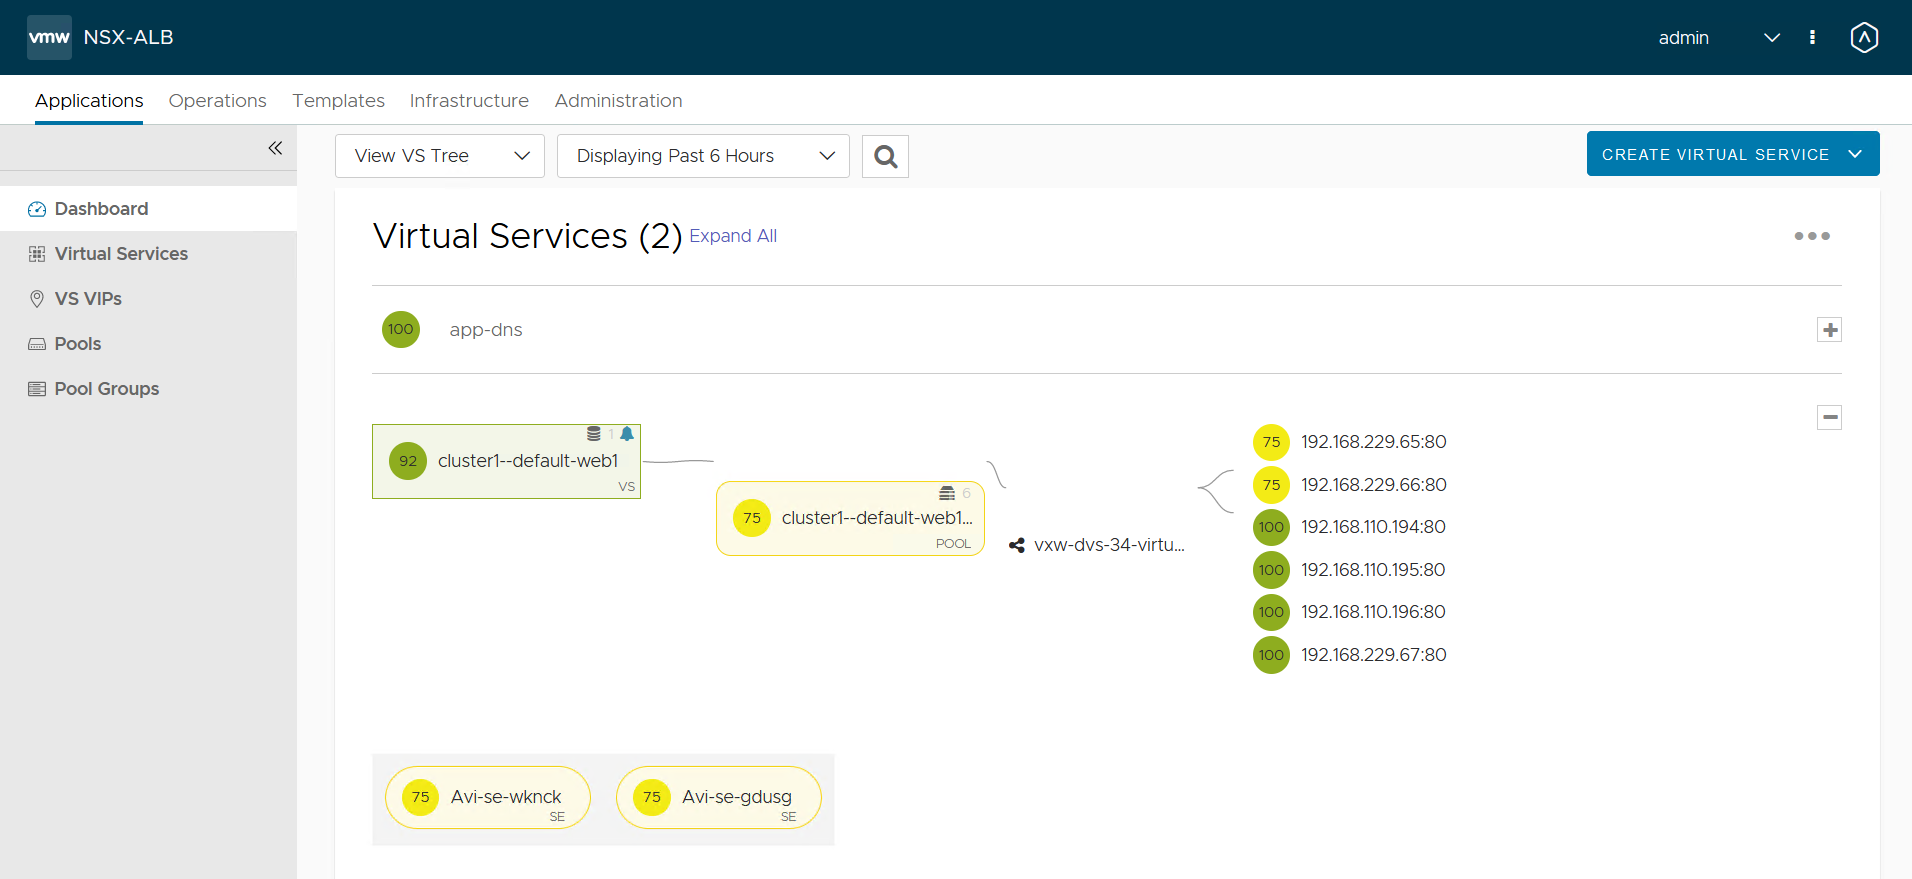 vmw NSX-ALB admin
Applications Operations Templates Infrastructure Administration
View VS Tree Displaying Past 6 Hours CREATE VIRTUAL SERVICE
Dashboard
Virtual Services
VS VIPs
Pools
Pool Groups
Virtual Services (2) Expand All
100 app-dns
1
92 cluster1--default-web1
VS
6
75 cluster1--default-web1...
POOL
vxw-dvs-34-virtu...
75 192.168.229.65:80
75 192.168.229.66:80
100 192.168.110.194:80
100 192.168.110.195:80
100 192.168.110.196:80
100 192.168.229.67:80
75 Avi-se-wknck
SE
75 Avi-se-gdusg
SE